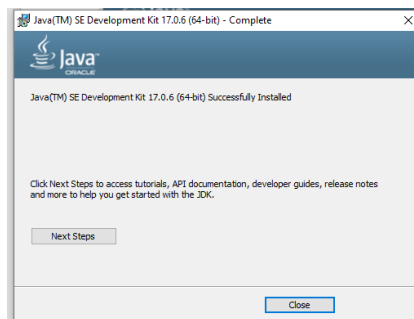 Java(TM) SE Development Kit 17.0.6 (64-bit) - Complete
Java™
ORACLE
Java(TM) SE Development Kit 17.0.6 (64-bit) Successfully Installed
Click Next Steps to access tutorials, API documentation, developer guides, release notes
and more to help you get started with the JDK.
Next Steps
Close